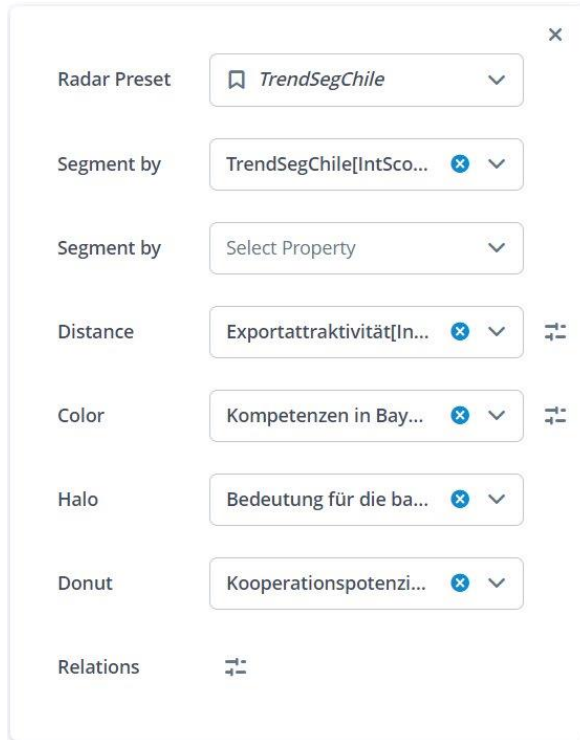 Radar Preset TrendSegChile
Segment by TrendSegChile[IntSco...
Segment by Select Property
Distance Exportattraktivität[In...
Color Kompetenzen in Bay...
Halo Bedeutung für die ba...
Donut Kooperationspotenzi...
Relations